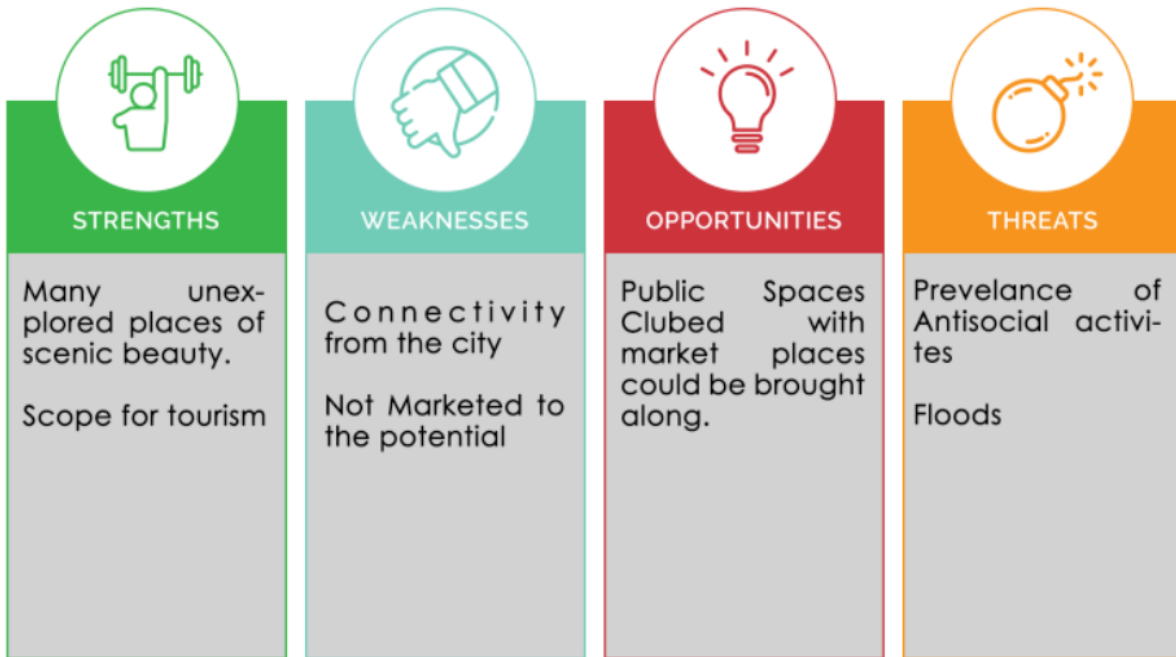 STRENGTHS
Many unex-
plored places of
scenic beauty.
Scope for tourism
WEAKNESSES
Connectivity
from the city
Not Marketed to
the potential
OPPORTUNITIES
Public Spaces
Clubed with
market places
could be brought
along.
THREATS
Prevelance of
Antisocial activi-
tes
Floods